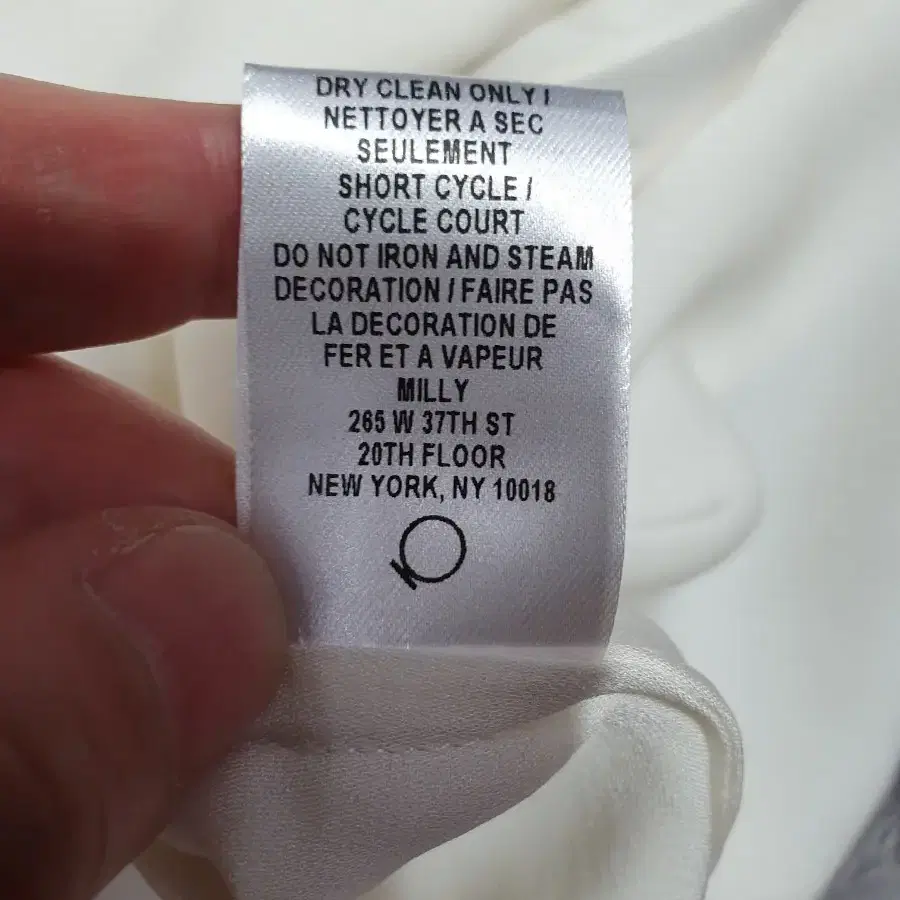 DRY CLEAN ONLY /
NETTOYER A SEC
SEULEMENT
SHORT CYCLE /
CYCLE COURT
DO NOT IRON AND STEAM
DECORATION / FAIRE PAS
LA DECORATION DE
FER ET A VAPEUR
MILLY
265 W 37TH ST
20TH FLOOR
NEW YORK, NY 10018